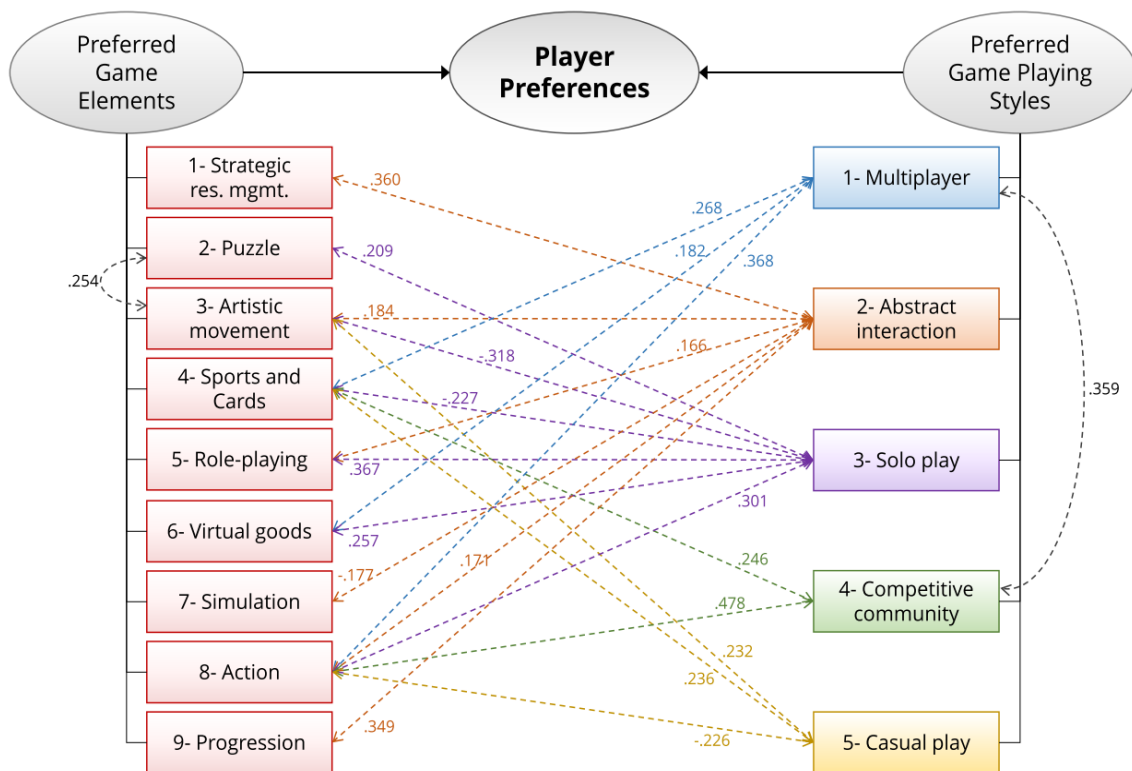 Preferred
Game
Elements
Player
Preferences
Preferred
Game Playing
Styles
1- Strategic
res. mgmt.
2- Puzzle
3- Artistic
movement
4- Sports and
Cards
5- Role-playing
6- Virtual goods
7- Simulation
8- Action
9- Progression
.254
.360
.209
.184
-.318
-.227
.367
.257
-.177
.171
.349
.268
.182
.368
.166
.301
.246
.478
.232
.236
-.226
1- Multiplayer
2- Abstract
interaction
3- Solo play
4- Competitive
community
5- Casual play
.359